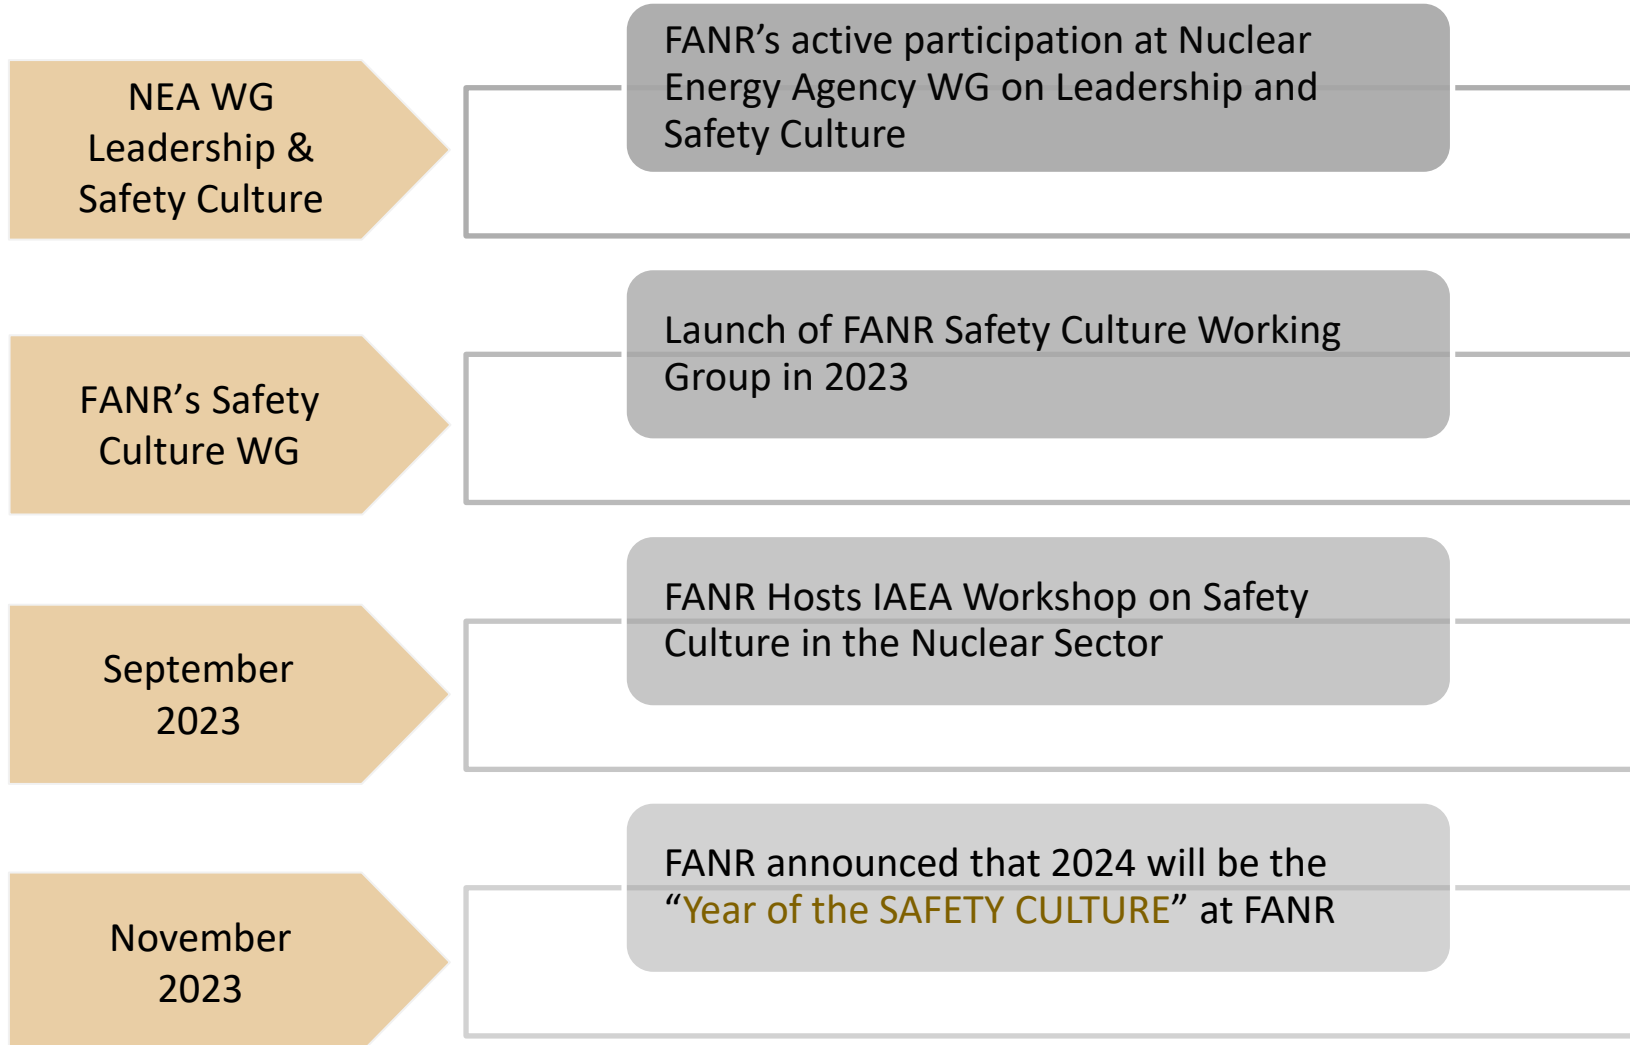 NEA WG
Leadership &
Safety Culture
FANR’s active participation at Nuclear
Energy Agency WG on Leadership and
Safety Culture
FANR’s Safety
Culture WG
Launch of FANR Safety Culture Working
Group in 2023
September
2023
FANR Hosts IAEA Workshop on Safety
Culture in the Nuclear Sector
November
2023
FANR announced that 2024 will be the
“Year of the SAFETY CULTURE” at FANR